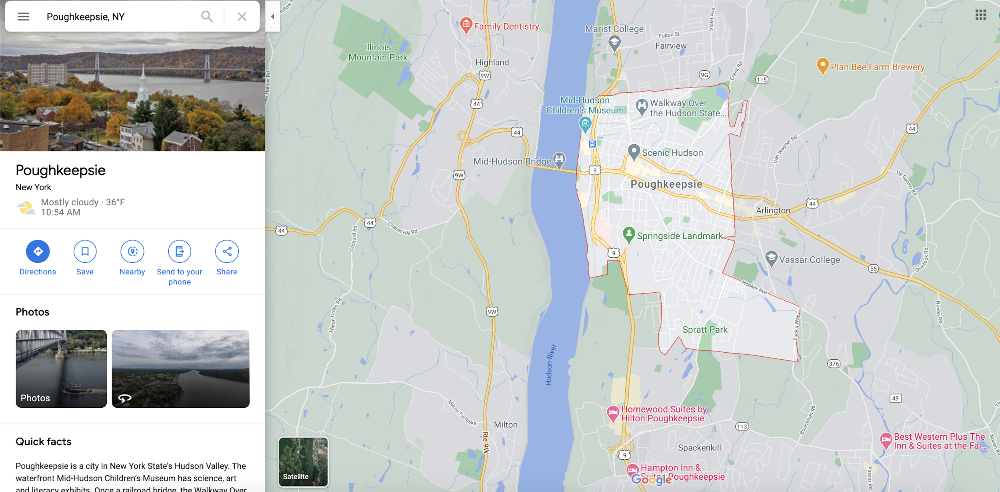 Poughkeepsie, NY
Poughkeepsie
New York
Mostly cloudy · 36°F
10:54 AM
Directions
Save
Nearby
Send to your
phone
Share
Photos
Photos
Quick facts
Poughkeepsie is a city in New York State’s Hudson Valley. The
waterfront Mid-Hudson Children’s Museum has science, art
and literacy exhibits. Once a railroad bridge, the Walkway Over
Family Dentistry
Illinois
Mountain Park
Highland
9W
44
44
Mid-Hudson Bridge
9W
44
44
Chapel Hill Rd
Orchard Rd
Milton Cross Rd
9W
Milton Turnpike
Milton
Rte 9W
Satellite
Hudson River
Marist College
Fulton St
Fairview
Violet Ave
9G
Creek Rd
115
Plan Bee Farm Brewery
Mid-Hudson
Children's Museum
Walkway Over
the Hudson State...
Scenic Hudson
9
Poughkeepsie
Van Wagner Rd
44
De Garmo Rd
Arlington
44
Springside Landmark
9
Vassar College
Overlook Rd
55
Hooker Ave
Noxon Rd
Zack's Way
Spratt Park
376
49
Homewood Suites by
Hilton Poughkeepsie
113
Boardman Rd
Spackenkill
Best Western Plus The
Inn & Suites at the Fal...
Noxon Rd
9
Hampton Inn &
Suites Poughkeepsie
Google
Vassar Rd